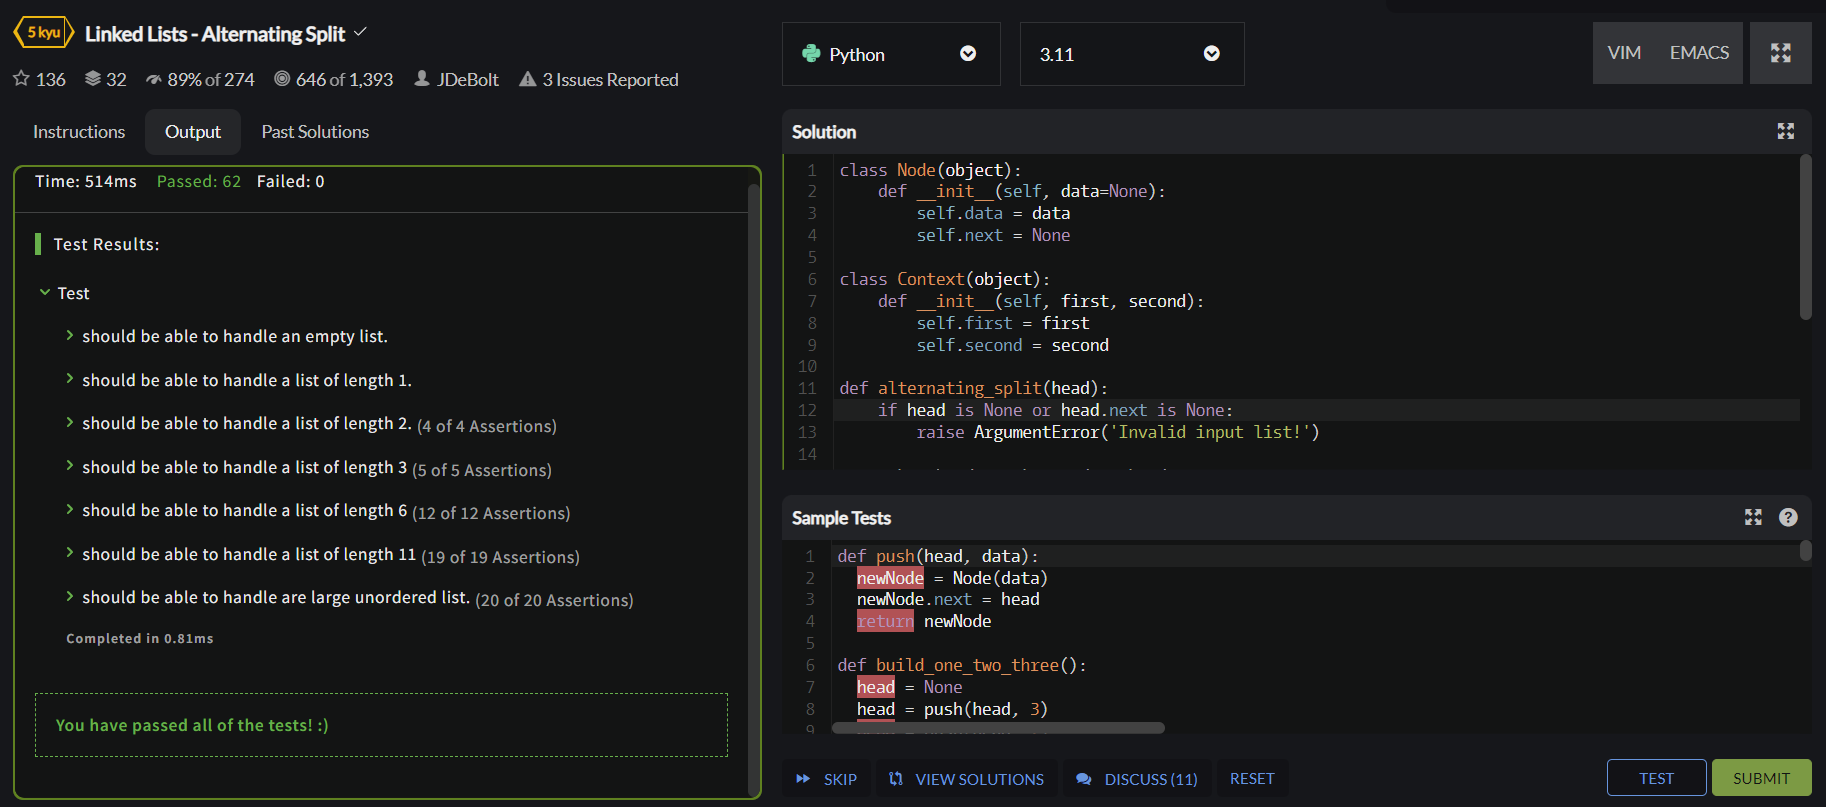 5 kyu Linked Lists - Alternating Split
136 32 89% of 274 646 of 1,393 JDeBolt 3 Issues Reported
Instructions Output Past Solutions
Time: 514ms Passed: 62 Failed: 0
Test Results:
Test
should be able to handle an empty list.
should be able to handle a list of length 1.
should be able to handle a list of length 2. (4 of 4 Assertions)
should be able to handle a list of length 3 (5 of 5 Assertions)
should be able to handle a list of length 6 (12 of 12 Assertions)
should be able to handle a list of length 11 (19 of 19 Assertions)
should be able to handle are large unordered list. (20 of 20 Assertions)
Completed in 0.81ms
You have passed all of the tests! :)
Python 3.11 VIM EMACS
Solution
1 class Node(object):
2 def __init__(self, data=None):
3 self.data = data
4 self.next = None
5
6 class Context(object):
7 def __init__(self, first, second):
8 self.first = first
9 self.second = second
10
11 def alternating_split(head):
12 if head is None or head.next is None:
13 raise ArgumentError('Invalid input list!')
14
Sample Tests ?
1 def push(head, data):
2 newNode = Node(data)
3 newNode.next = head
4 return newNode
5
6 def build_one_two_three():
7 head = None
8 head = push(head, 3)
9
SKIP VIEW SOLUTIONS DISCUSS (11) RESET TEST SUBMIT